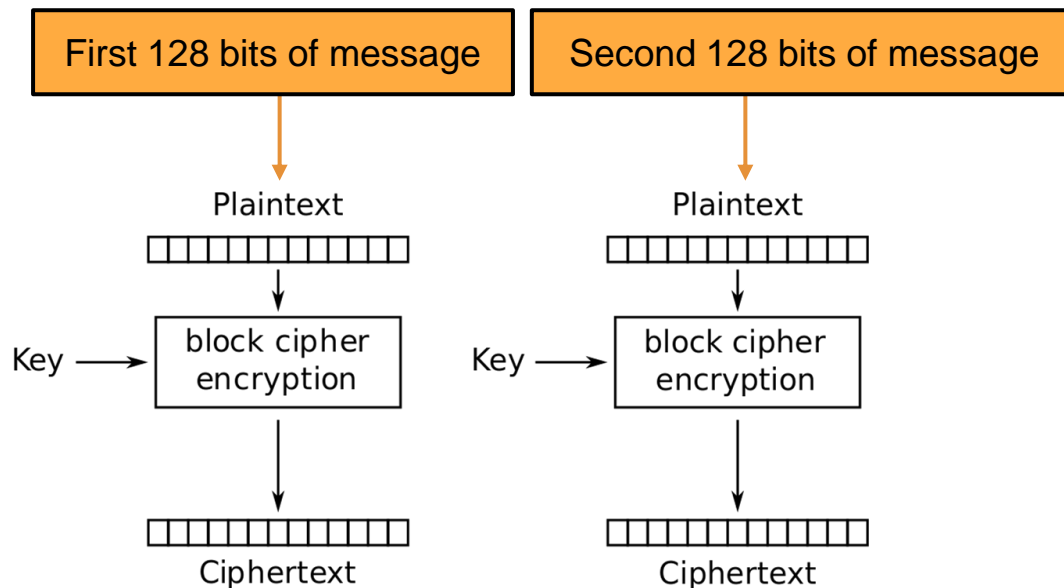 First 128 bits of message
Second 128 bits of message
Plaintext
Plaintext
Key
block cipher
encryption
Key
block cipher
encryption
Ciphertext
Ciphertext